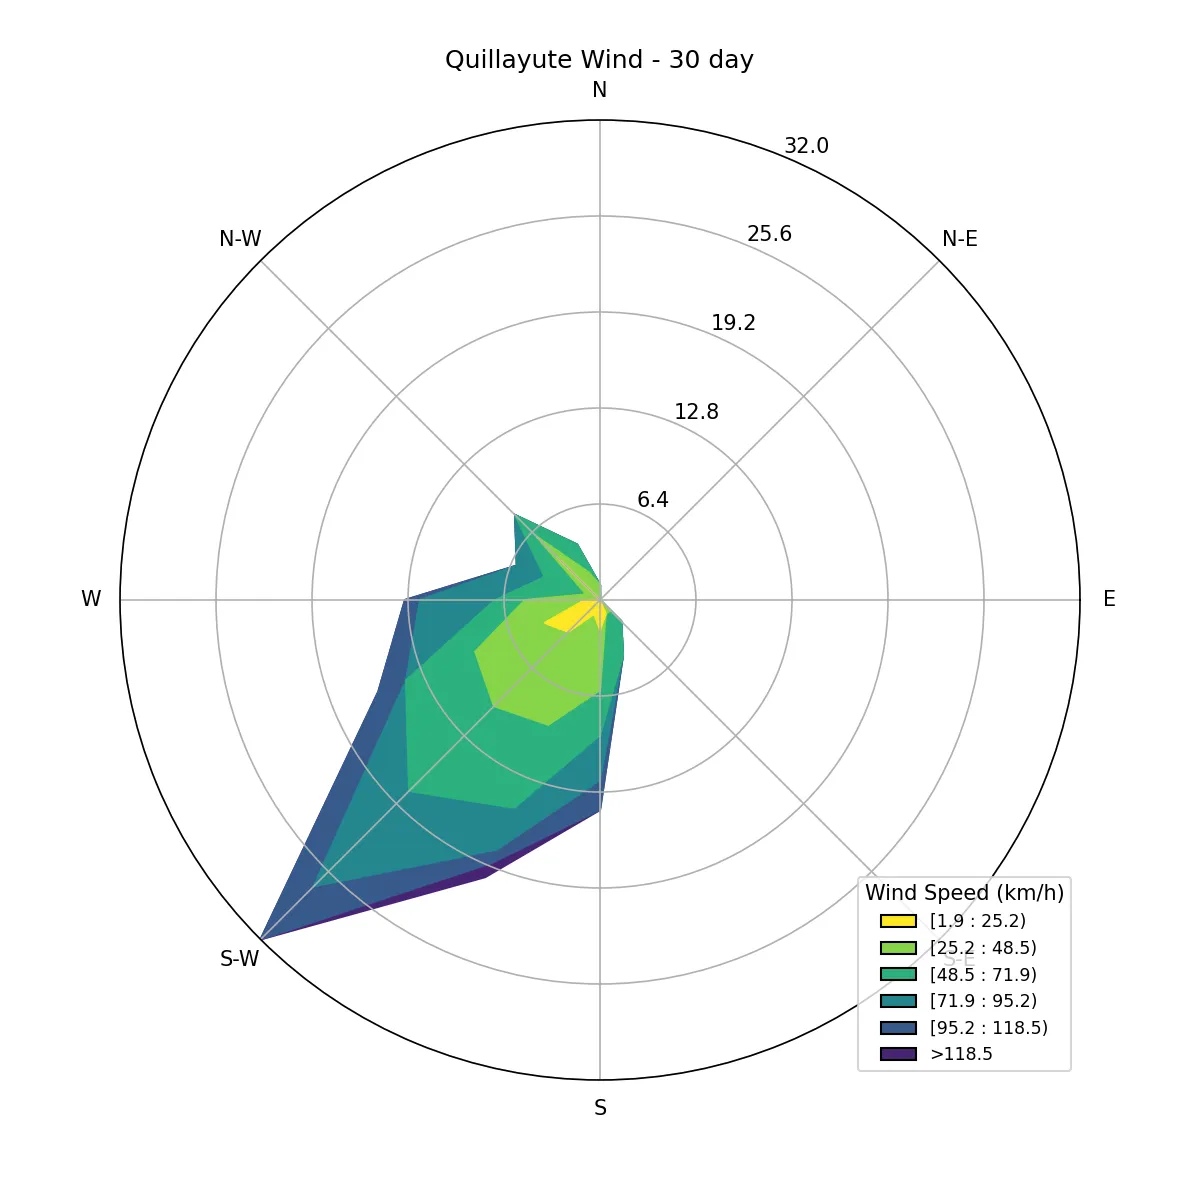 Quillayute Wind - 30 day
N
32.0
N-W
25.6
N-E
19.2
12.8
6.4
W
E
S-W
S-E
S
Wind Speed (km/h)
[1.9 : 25.2)
[25.2 : 48.5)
[48.5 : 71.9)
[71.9 : 95.2)
[95.2 : 118.5)
>118.5